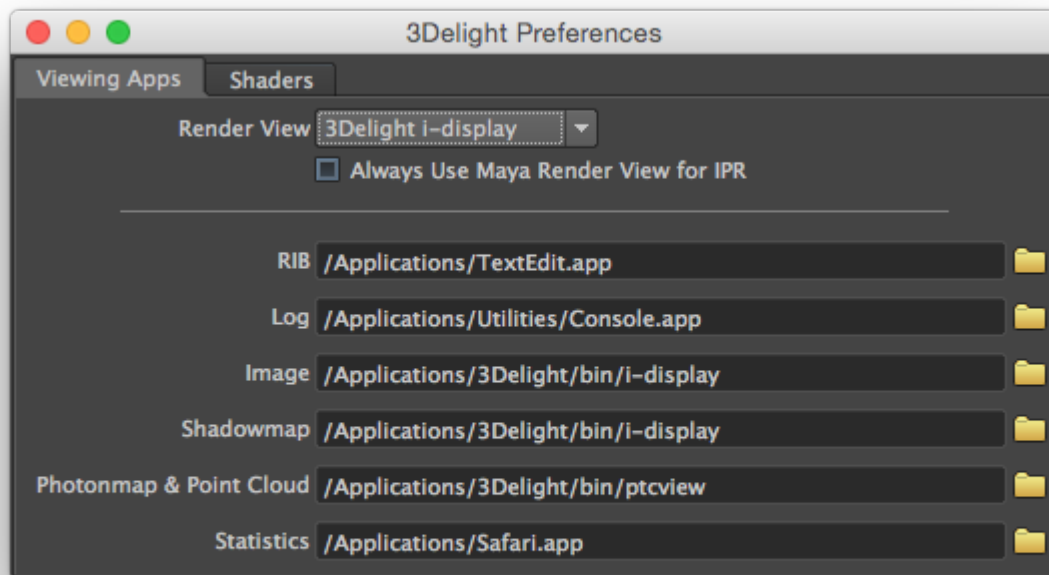 3Delight Preferences
Viewing Apps Shaders
Render View 3Delight i-display
Always Use Maya Render View for IPR
RIB /Applications/TextEdit.app
Log /Applications/Utilities/Console.app
Image /Applications/3Delight/bin/i-display
Shadowmap /Applications/3Delight/bin/i-display
Photonmap & Point Cloud /Applications/3Delight/bin/ptcview
Statistics /Applications/Safari.app